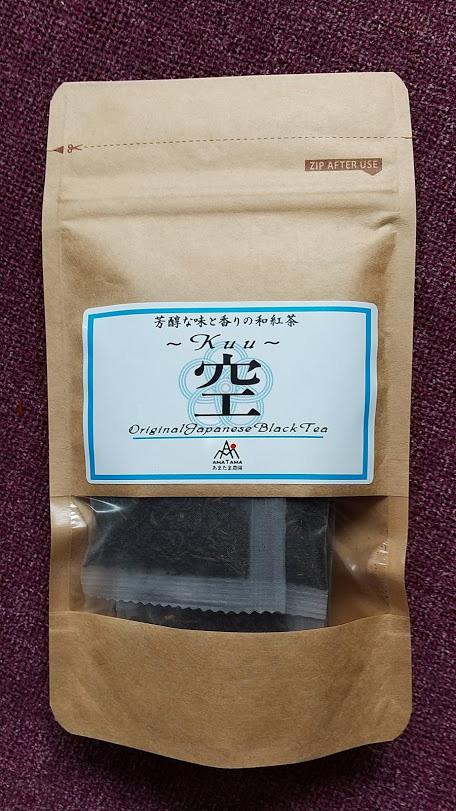 ZIP AFTER USE
芳醇な味と香りの和紅茶
~Kuu~
空
Original Japanese Black Tea
AMATAMA
あまたま農園